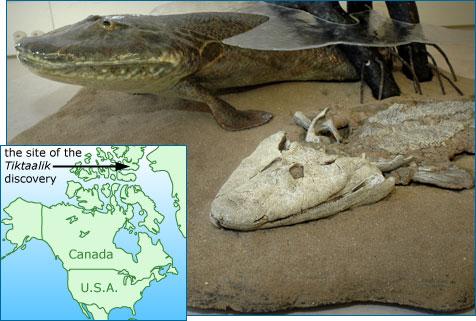 the site of the
Tiktaalik
discovery
Canada
U.S.A.